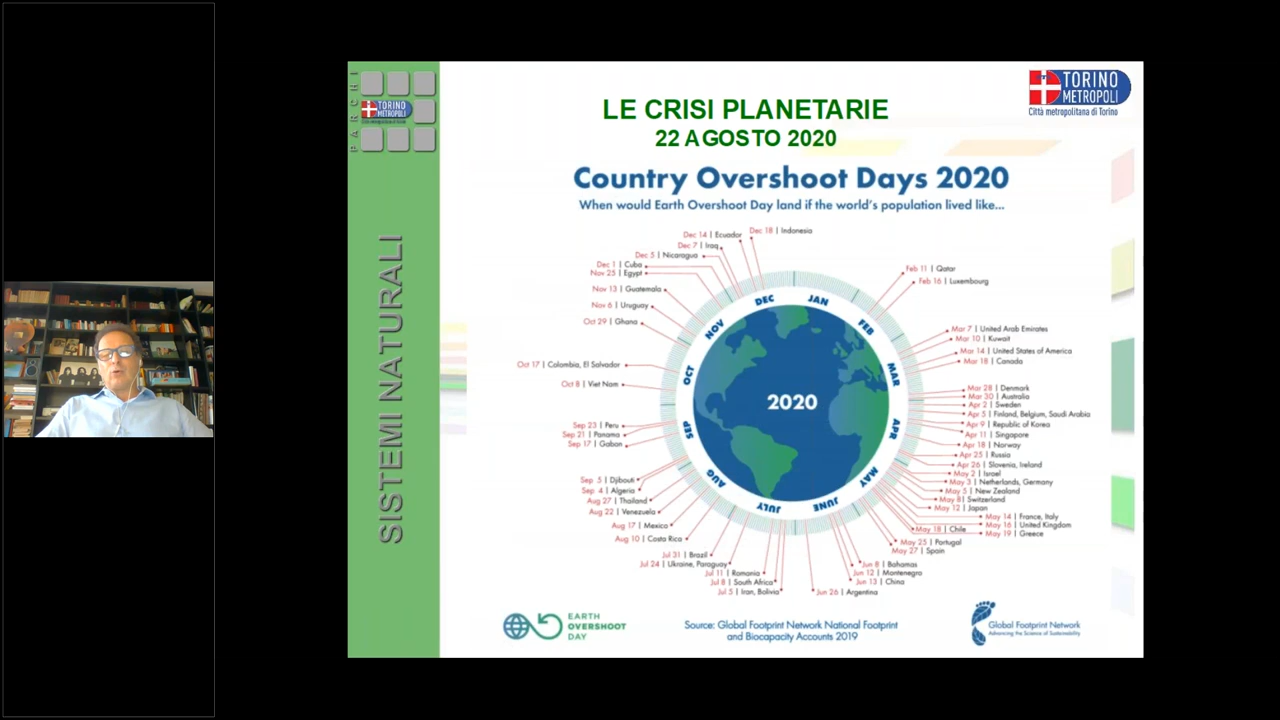 PARCHI
TORINO
METROPOLI
SISTEMI NATURALI
TORINO
METROPOLI
Città metropolitana di Torino
LE CRISI PLANETARIE
22 AGOSTO 2020
Country Overshoot Days 2020
When would Earth Overshoot Day land if the world's population lived like...
Dec 18 | Indonesia
Dec 14 | Ecuador
Dec 7 | Iraq
Dec 5 | Nicaragua
Dec 1 | Cuba
Nov 25 | Egypt
Nov 13 | Guatemala
Nov 6 | Uruguay
Oct 29 | Ghana
Oct 17 | Colombia, El Salvador
Oct 8 | Viet Nam
Sep 23 | Peru
Sep 21 | Panama
Sep 17 | Gabon
Sep 5 | Djibouti
Sep 4 | Algeria
Aug 27 | Thailand
Aug 22 | Venezuela
Aug 17 | Mexico
Aug 10 | Costa Rica
Jul 31 | Brazil
Jul 24 | Ukraine, Paraguay
Jul 11 | Romania
Jul 8 | South Africa
Jul 5 | Iran, Bolivia
Feb 11 | Qatar
Feb 16 | Luxembourg
Mar 7 | United Arab Emirates
Mar 10 | Kuwait
Mar 14 | United States of America
Mar 18 | Canada
Mar 28 | Denmark
Mar 30 | Australia
Apr 2 | Sweden
Apr 5 | Finland, Belgium, Saudi Arabia
Apr 9 | Republic of Korea
Apr 11 | Singapore
Apr 18 | Norway
Apr 25 | Russia
Apr 26 | Slovenia, Ireland
May 2 | Israel
May 3 | Netherlands, Germany
May 5 | New Zealand
May 8 | Switzerland
May 12 | Japan
May 14 | France, Italy
May 16 | United Kingdom
May 18 | Chile
May 19 | Greece
May 25 | Portugal
May 27 | Spain
Jun 8 | Bahamas
Jun 12 | Montenegro
Jun 13 | China
Jun 26 | Argentina
JAN
FEB
MAR
APR
MAY
JUNE
JULY
AUG
SEP
OCT
NOV
DEC
2020
EARTH
OVERSHOOT
DAY
Source: Global Footprint Network National Footprint
and Biocapacity Accounts 2019
Global Footprint Network
Advancing the Science of Sustainability